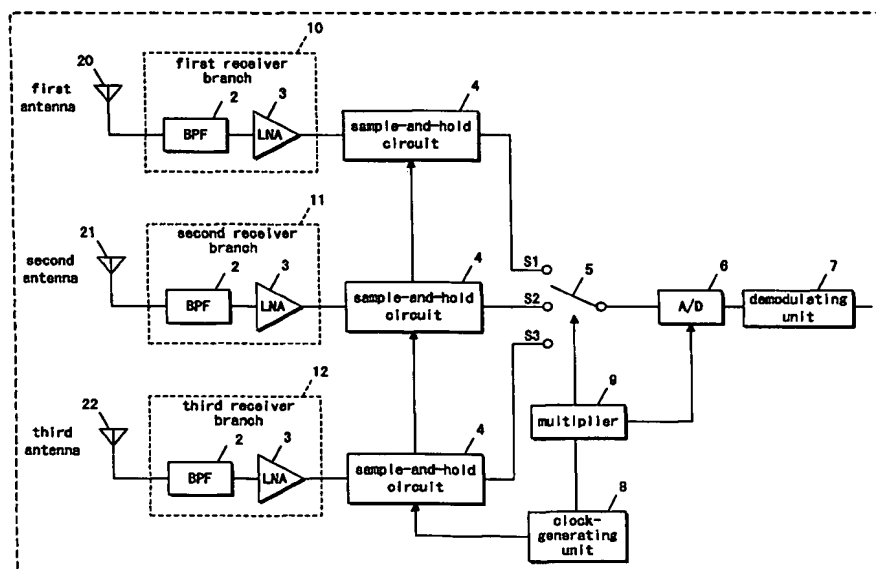 10
20
first receiver
branch
4
first
antenna
2
3
BPF
LNA
sample-and-hold
circuit
11
21
second receiver
branch
4
S1
5
6
7
second
antenna
2
3
BPF
LNA
sample-and-hold
circuit
S2
A/D
demodulating
unit
S3
12
22
third receiver
branch
4
9
third
antenna
2
3
multiplier
BPF
LNA
sample-and-hold
circuit
8
clock-
generating
unit